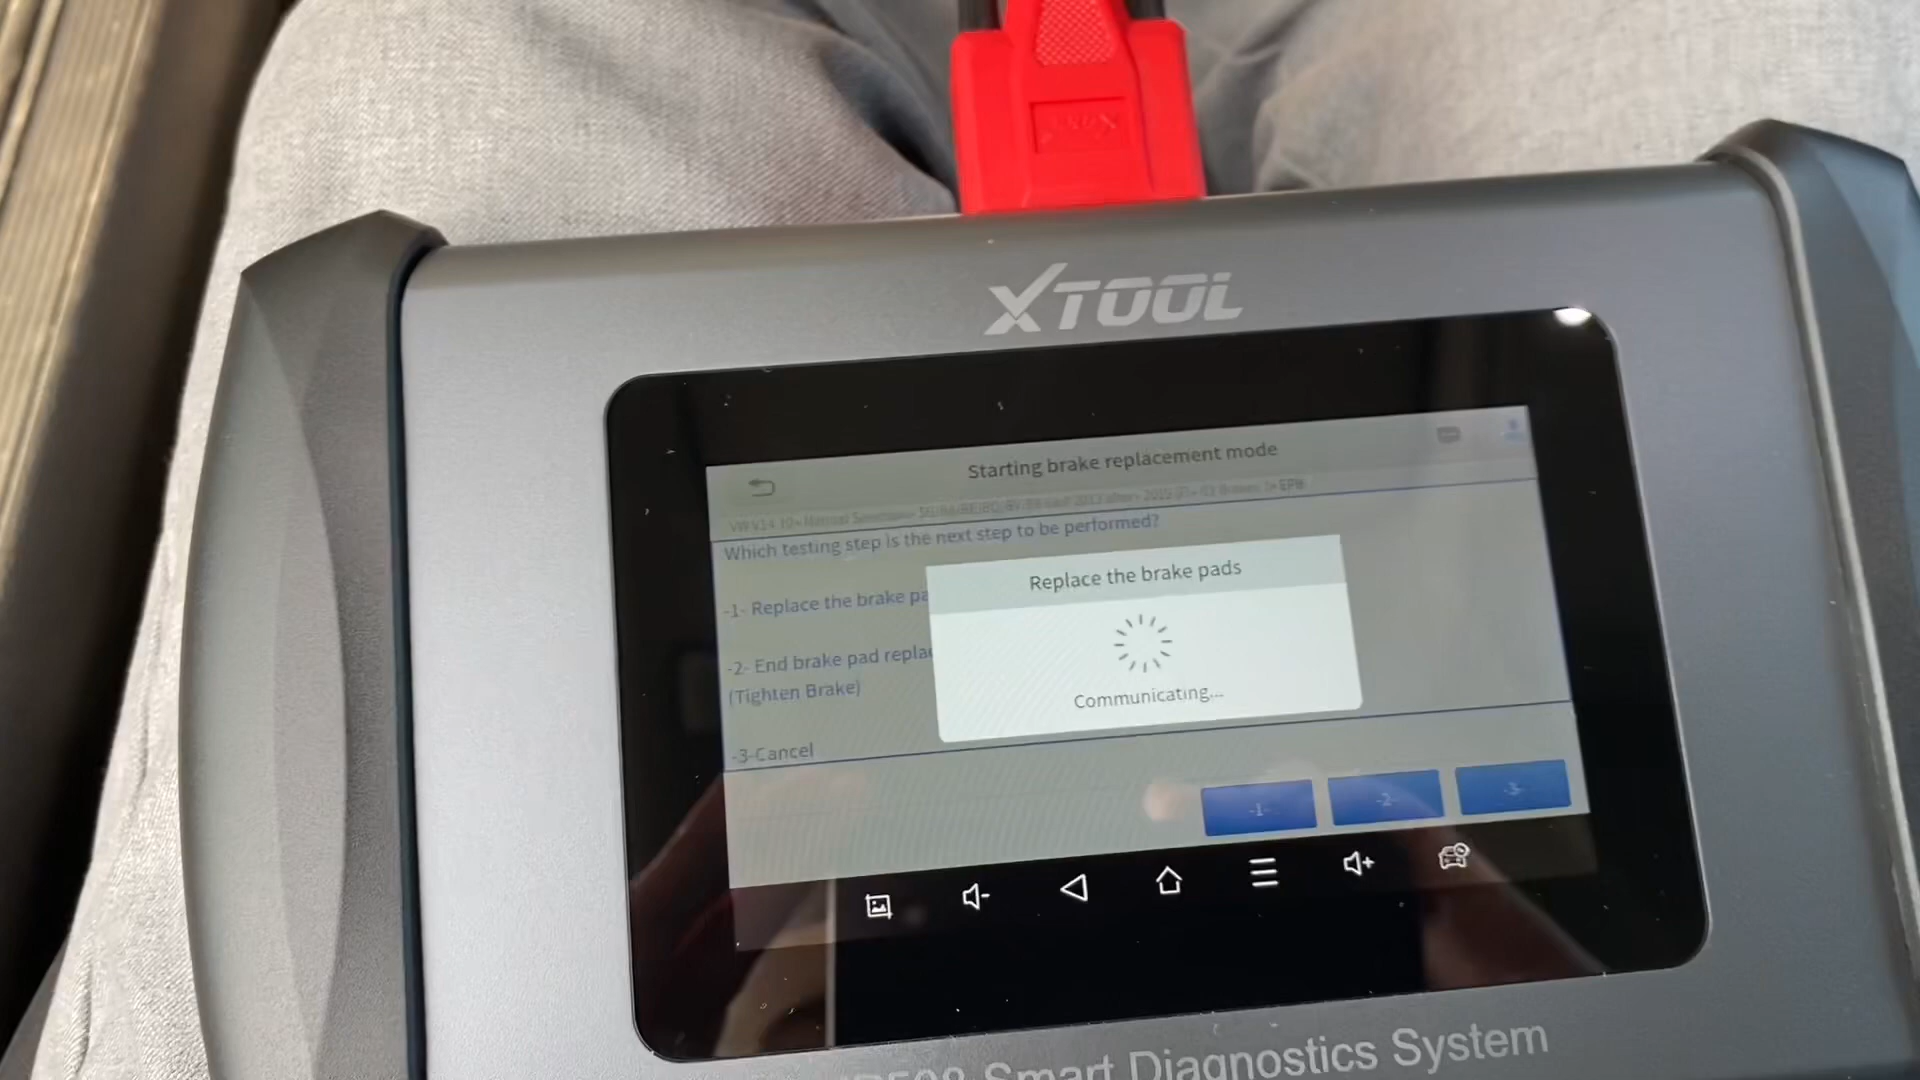 XTOOL
Starting brake replacement mode
EPB
Which testing step is the next step to be performed?
Replace the brake pads
-1- Replace the brake pa
-2- End brake pad repla
(Tighten Brake)
Communicating...
-3-Cancel
-1-
-2-
-3-
Smart Diagnostics System